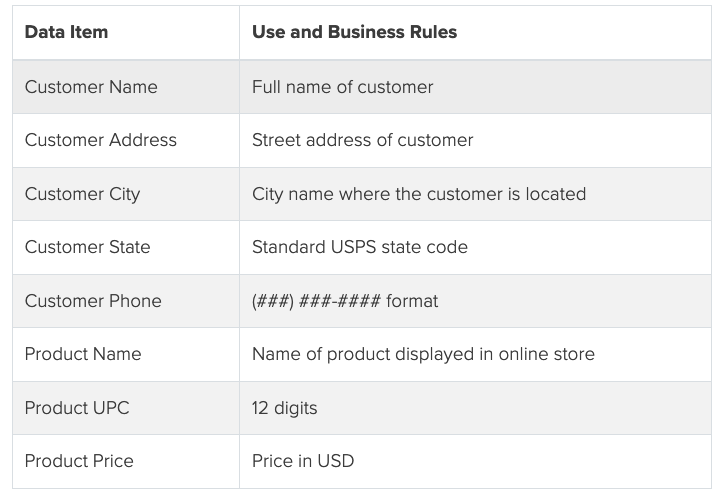 Data Item Use and Business Rules
Customer Name Full name of customer
Customer Address Street address of customer
Customer City City name where the customer is located
Customer State Standard USPS state code
Customer Phone (###) ###-#### format
Product Name Name of product displayed in online store
Product UPC 12 digits
Product Price Price in USD